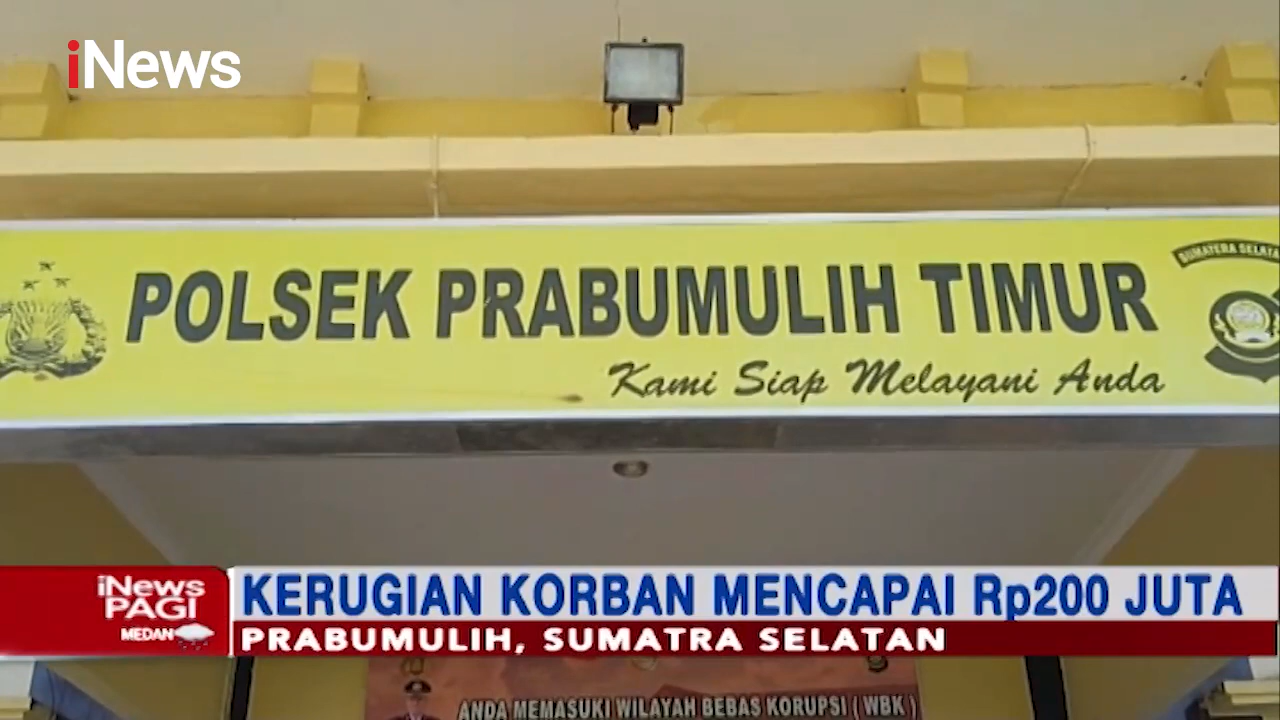 iNews
SUMATERA SELATAN
POLSEK PRABUMULIH TIMUR
Kami Siap Melayani Anda
iNews
PAGI
MEDAN
KERUGIAN KORBAN MENCAPAI Rp200 JUTA
PRABUMULIH, SUMATRA SELATAN
ANDA MEMASUKI WILAYAH BEBAS KORUPSI ( WBK )